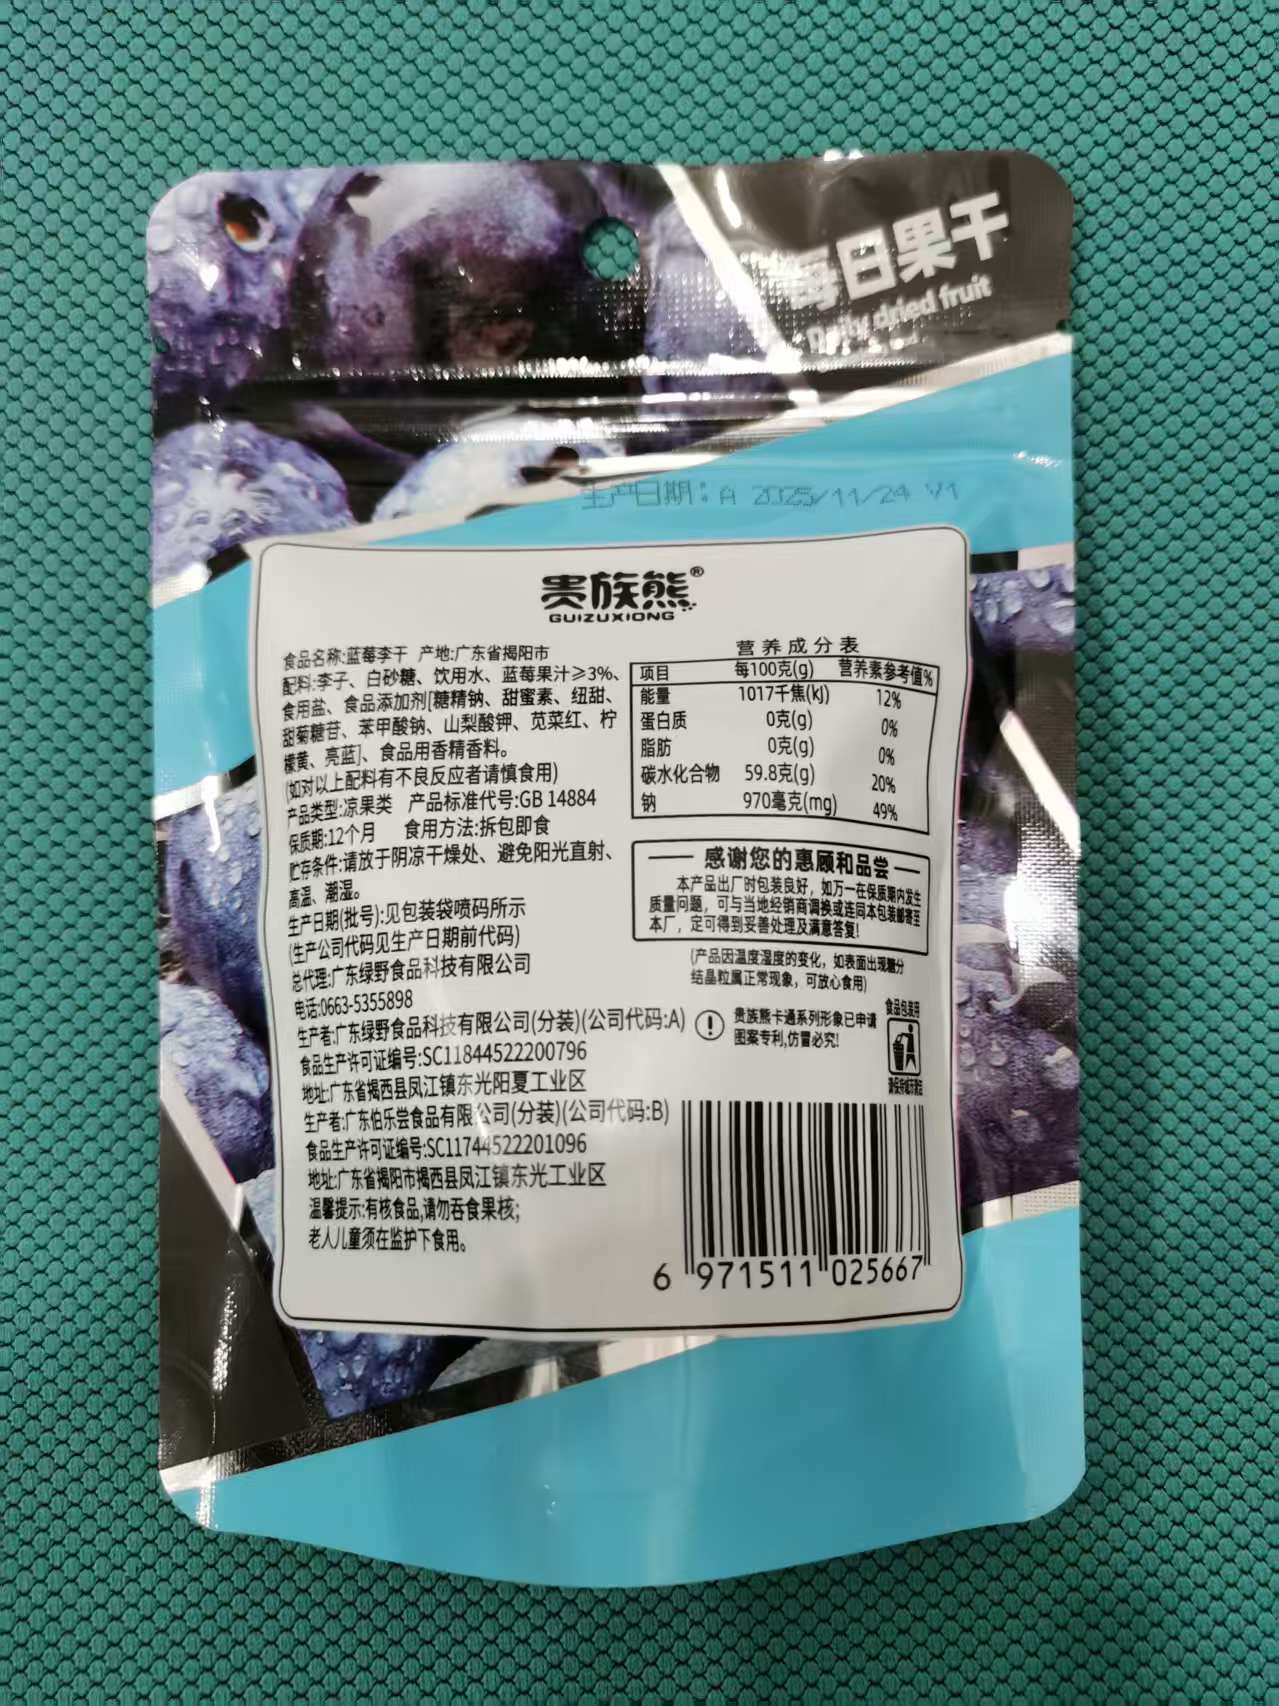 每日果干
Daily dried fruit
生产日期:A 2025/11/24 V1
贵族熊®
GUIZUXIONG
食品名称:蓝莓李干 产地:广东省揭阳市
配料:李子、白砂糖、饮用水、蓝莓果汁≥3%、
食用盐、食品添加剂[糖精钠、甜蜜素、纽甜、
甜菊糖苷、苯甲酸钠、山梨酸钾、苋菜红、柠
檬黄、亮蓝]、食品用香精香料。
(如对以上配料有不良反应者请慎食用)
产品类型:凉果类 产品标准代号:GB 14884
保质期:12个月 食用方法:拆包即食
贮存条件:请放于阴凉干燥处、避免阳光直射、
高温、潮湿。
生产日期(批号):见包装袋喷码所示
(生产公司代码见生产日期前代码)
总代理:广东绿野食品科技有限公司
电话:0663-5355898
生产者:广东绿野食品科技有限公司(分装)(公司代码:A)
食品生产许可证编号:SC11844522200796
地址:广东省揭西县凤江镇东光阳夏工业区
生产者:广东伯乐尝食品有限公司(分装)(公司代码:B)
食品生产许可证编号:SC11744522201096
地址:广东省揭阳市揭西县凤江镇东光工业区
温馨提示:有核食品,请勿吞食果核;
老人儿童须在监护下食用。
营养成分表
项目 每100克(g) 营养素参考值%
能量 1017千焦(kJ) 12%
蛋白质 0克(g) 0%
脂肪 0克(g) 0%
碳水化合物 59.8克(g) 20%
钠 970毫克(mg) 49%
感谢您的惠顾和品尝
本产品出厂时包装良好，如万一在保质期内发生
质量问题，可与当地经销商调换或连同本包装邮寄至
本厂，定可得到妥善处理及满意答复!
(产品因温度湿度的变化，如表面出现糖分
结晶粒属正常现象，可放心食用)
贵族熊卡通系列形象已申请
图案专利,仿冒必究!
食品包装用
请保持城市清洁
6 971511 025667